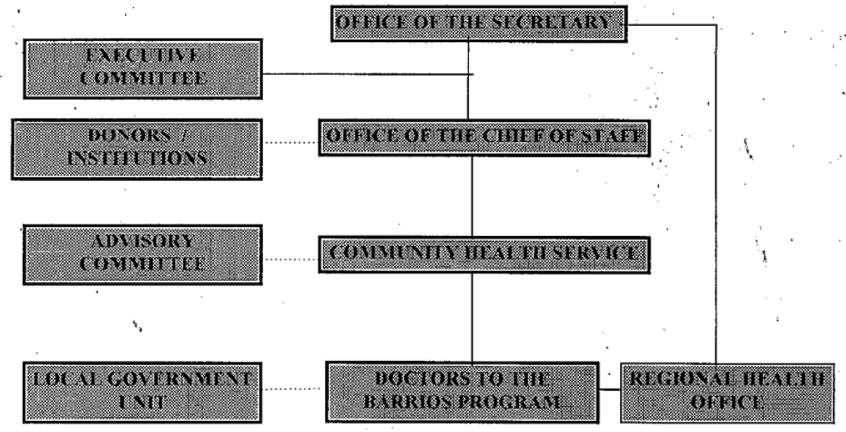 OFFICE OF THE SECRETARY
EXECUTIVE
COMMITTEE
DONORS /
INSTITUTIONS
OFFICE OF THE CHIEF OF STAFF
ADVISORY
COMMITTEE
COMMUNITY HEALTH SERVICE
LOCAL GOVERNMENT
UNIT
DOCTORS TO THE
BARRIOS PROGRAM
REGIONAL HEALTH
OFFICE